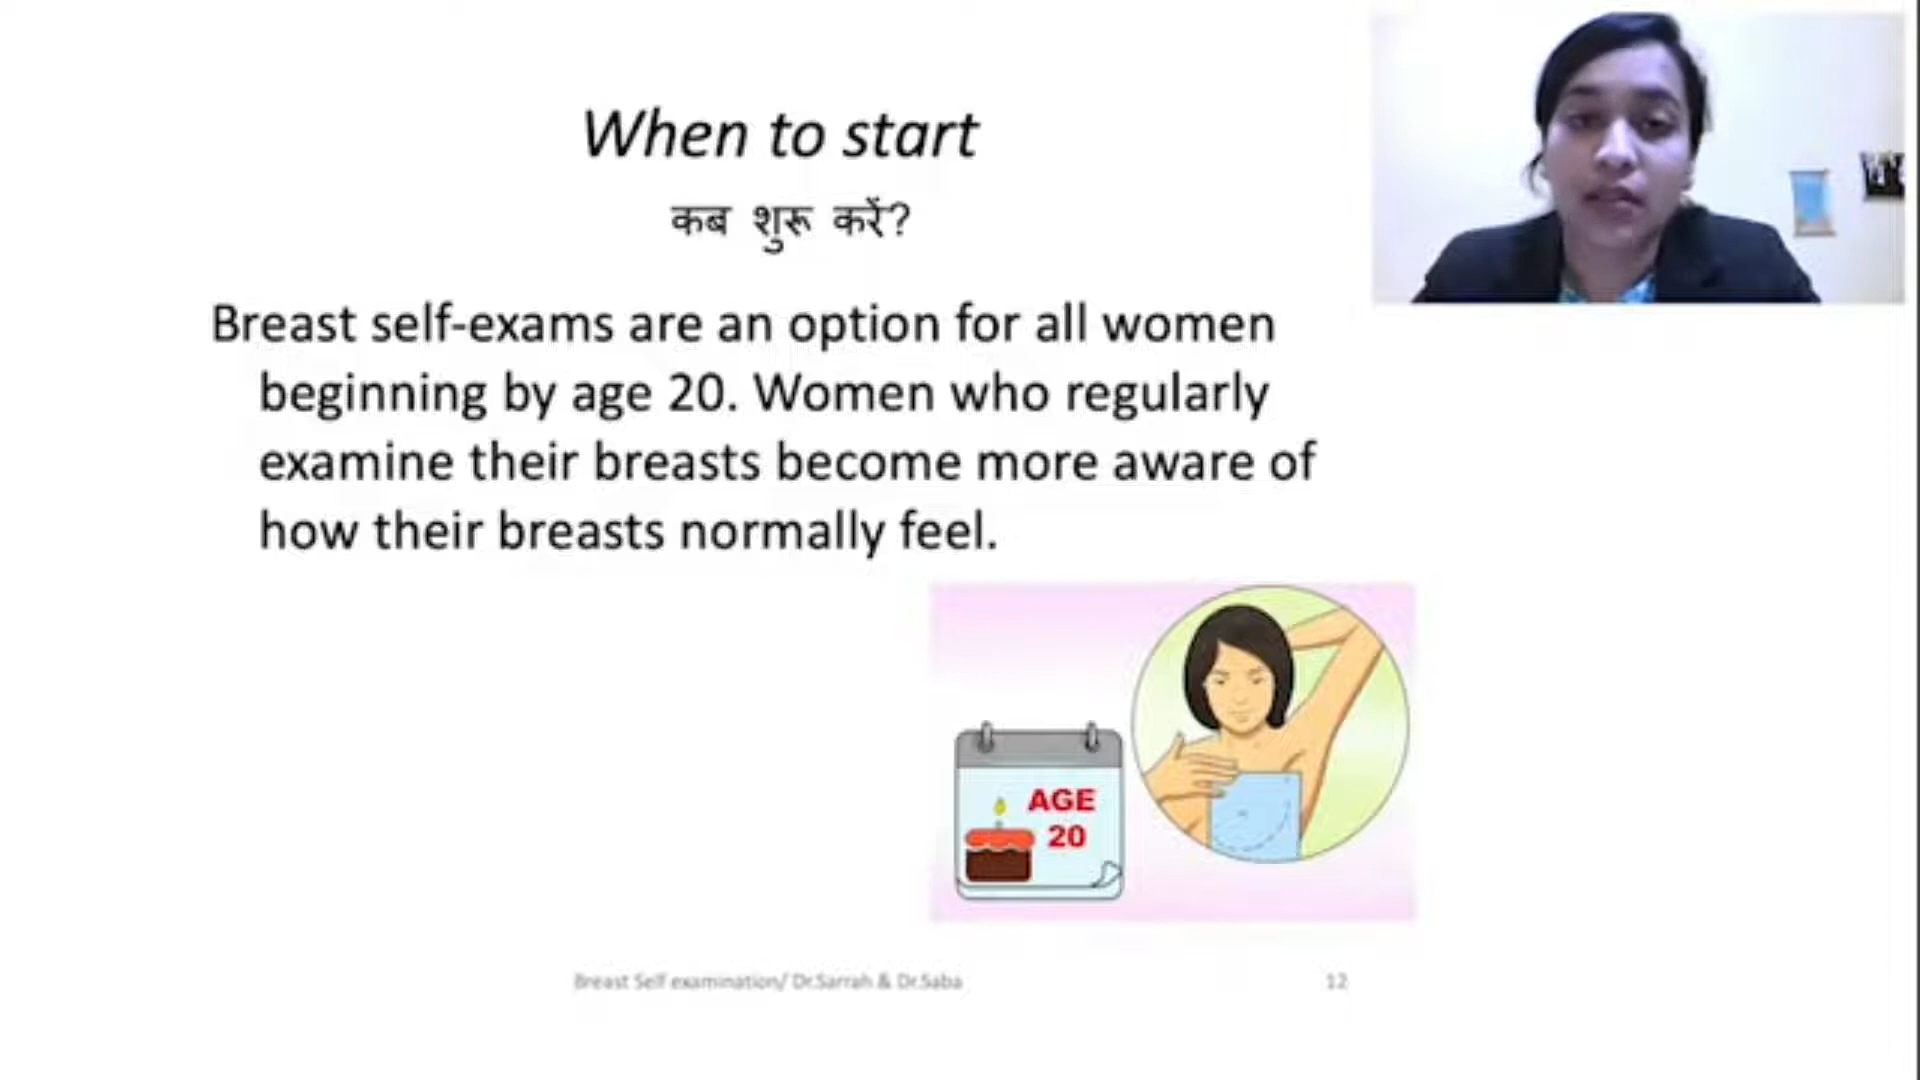 When to start
कब शुरू करें?
Breast self-exams are an option for all women
beginning by age 20. Women who regularly
examine their breasts become more aware of
how their breasts normally feel.
AGE
20
Breast Self examination/ Dr.Sarrah & Dr.Saba
12